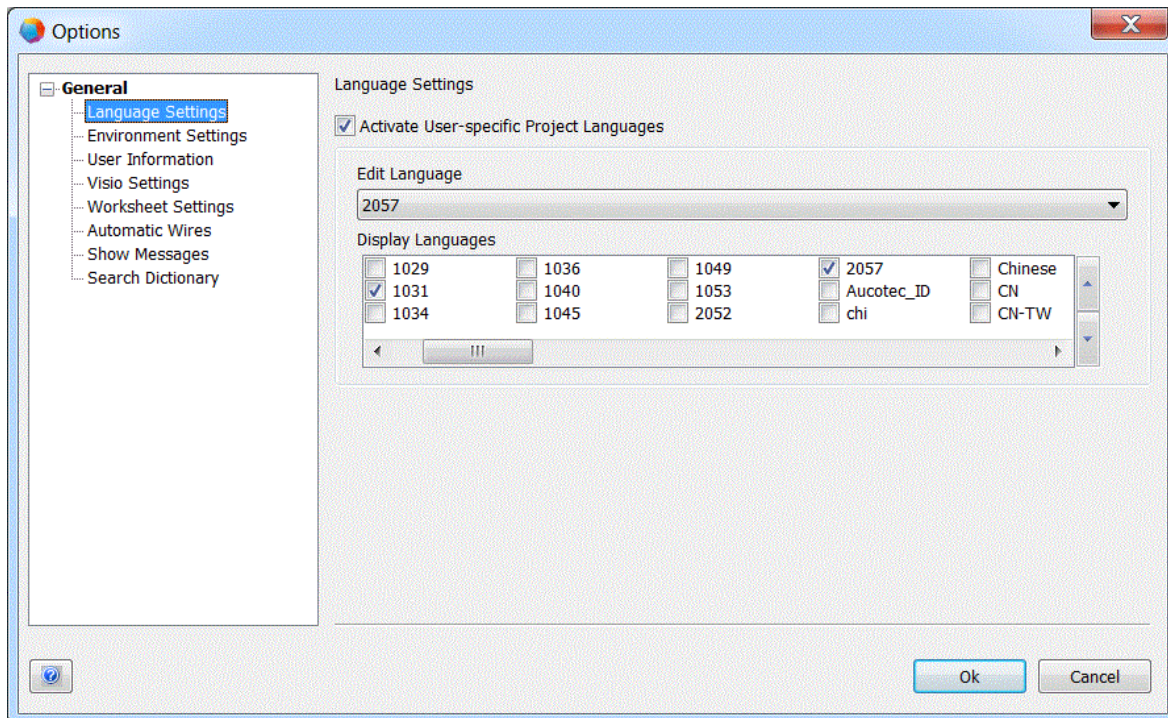 Options
General
Language Settings
Environment Settings
User Information
Visio Settings
Worksheet Settings
Automatic Wires
Show Messages
Search Dictionary
Language Settings
Activate User-specific Project Languages
Edit Language
2057
Display Languages
1029 1036 1049 2057 Chinese
1031 1040 1053 Aucotec_ID CN
1034 1045 2052 chi CN-TW
Ok Cancel